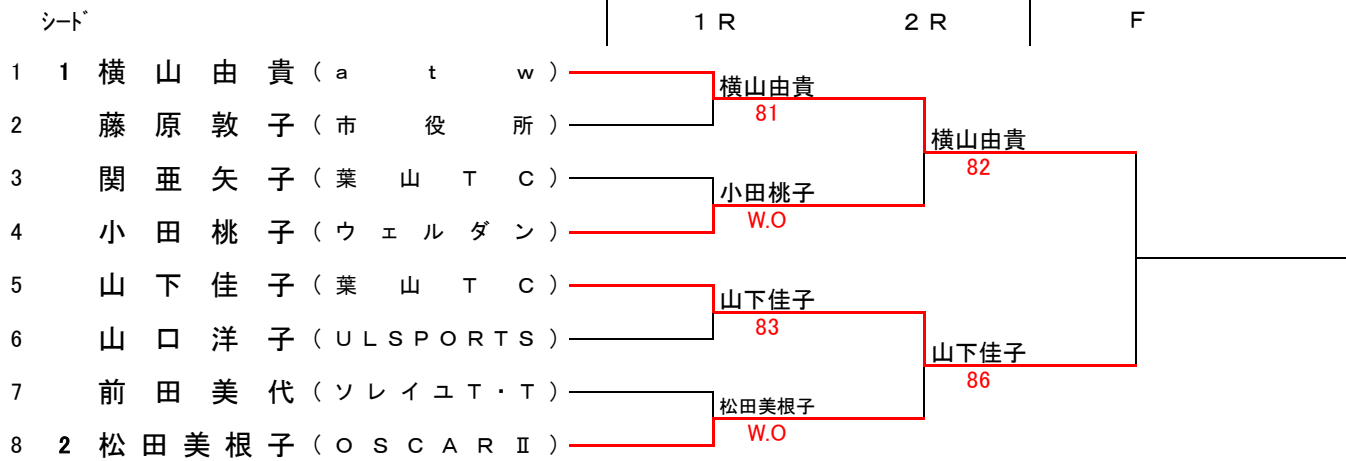 シード 1R 2R F
1 1 横山由貴(atw)
横山由貴
81
2 藤原敦子(市役所)
横山由貴
82
3 関亜矢子(葉山TC)
小田桃子
W.O
4 小田桃子(ウェルダン)
5 山下佳子(葉山TC)
山下佳子
83
6 山口洋子(ULSPORTS)
山下佳子
86
7 前田美代(ソレイユT・T)
松田美根子
W.O
8 2 松田美根子(OSCARⅡ)